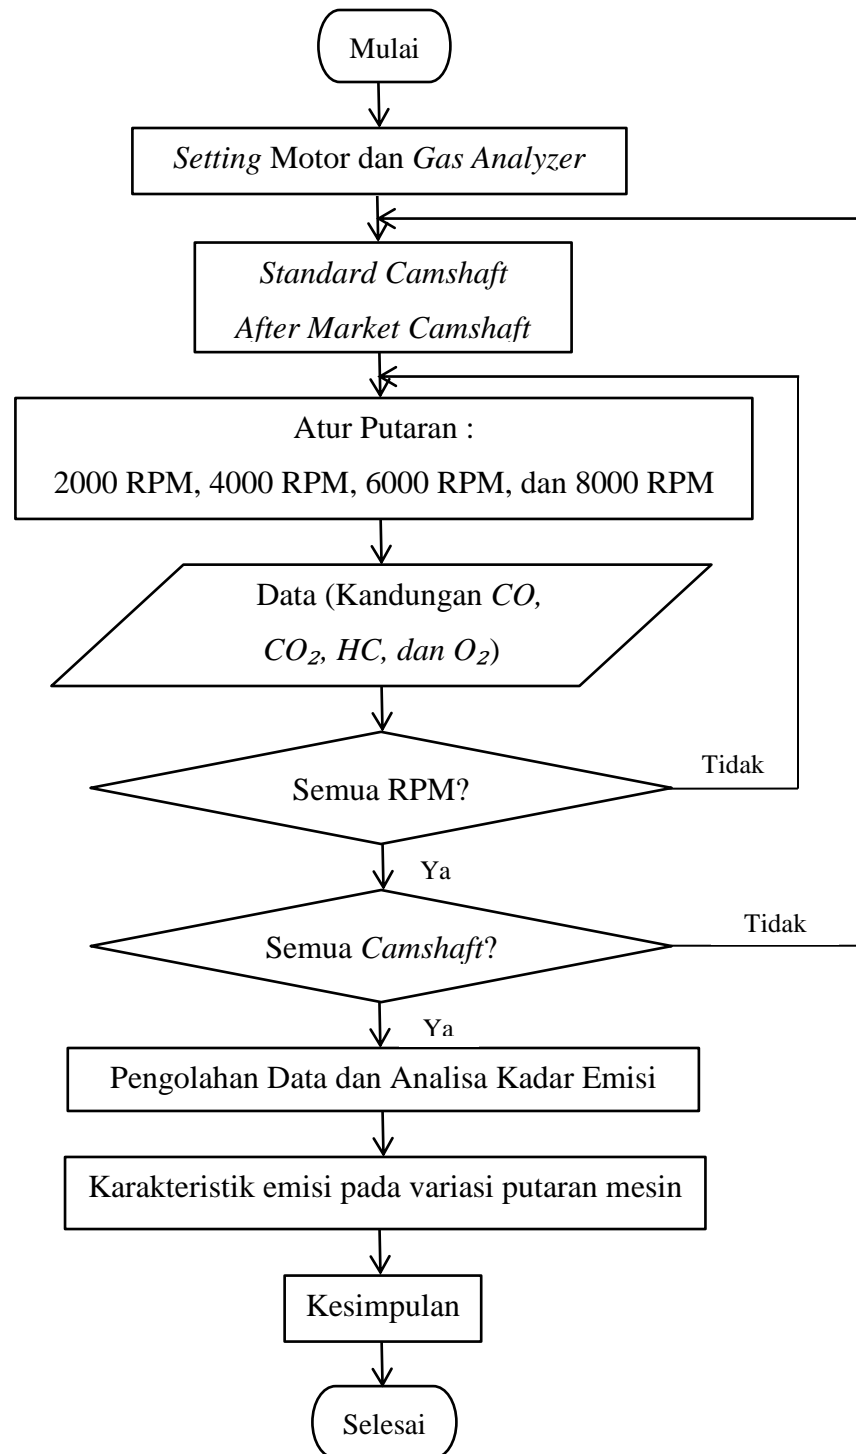 Mulai
Setting Motor dan Gas Analyzer
Standard Camshaft
After Market Camshaft
Atur Putaran :
2000 RPM, 4000 RPM, 6000 RPM, dan 8000 RPM
Data (Kandungan CO,
CO₂, HC, dan O₂)
Semua RPM?
Tidak
Ya
Semua Camshaft?
Tidak
Ya
Pengolahan Data dan Analisa Kadar Emisi
Karakteristik emisi pada variasi putaran mesin
Kesimpulan
Selesai